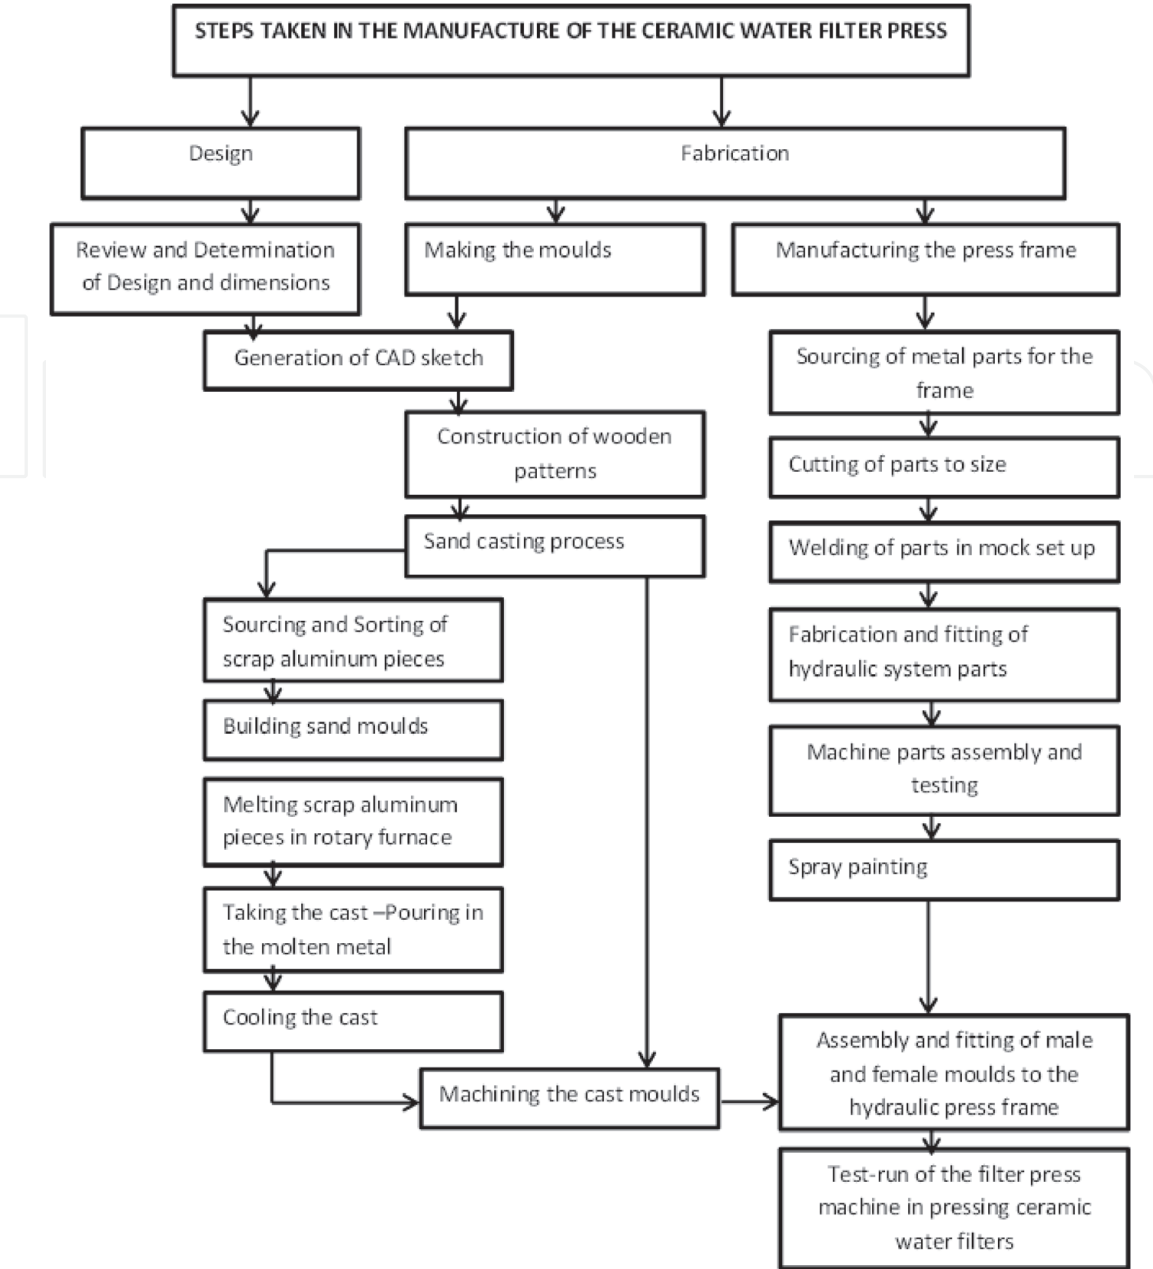 STEPS TAKEN IN THE MANUFACTURE OF THE CERAMIC WATER FILTER PRESS
Design
Fabrication
Review and Determination
of Design and dimensions
Making the moulds
Manufacturing the press frame
Generation of CAD sketch
Sourcing of metal parts for the
frame
Construction of wooden
patterns
Cutting of parts to size
Sand casting process
Welding of parts in mock set up
Sourcing and Sorting of
scrap aluminum pieces
Fabrication and fitting of
hydraulic system parts
Building sand moulds
Machine parts assembly and
testing
Melting scrap aluminum
pieces in rotary furnace
Spray painting
Taking the cast –Pouring in
the molten metal
Cooling the cast
Assembly and fitting of male
and female moulds to the
hydraulic press frame
Machining the cast moulds
Test-run of the filter press
machine in pressing ceramic
water filters